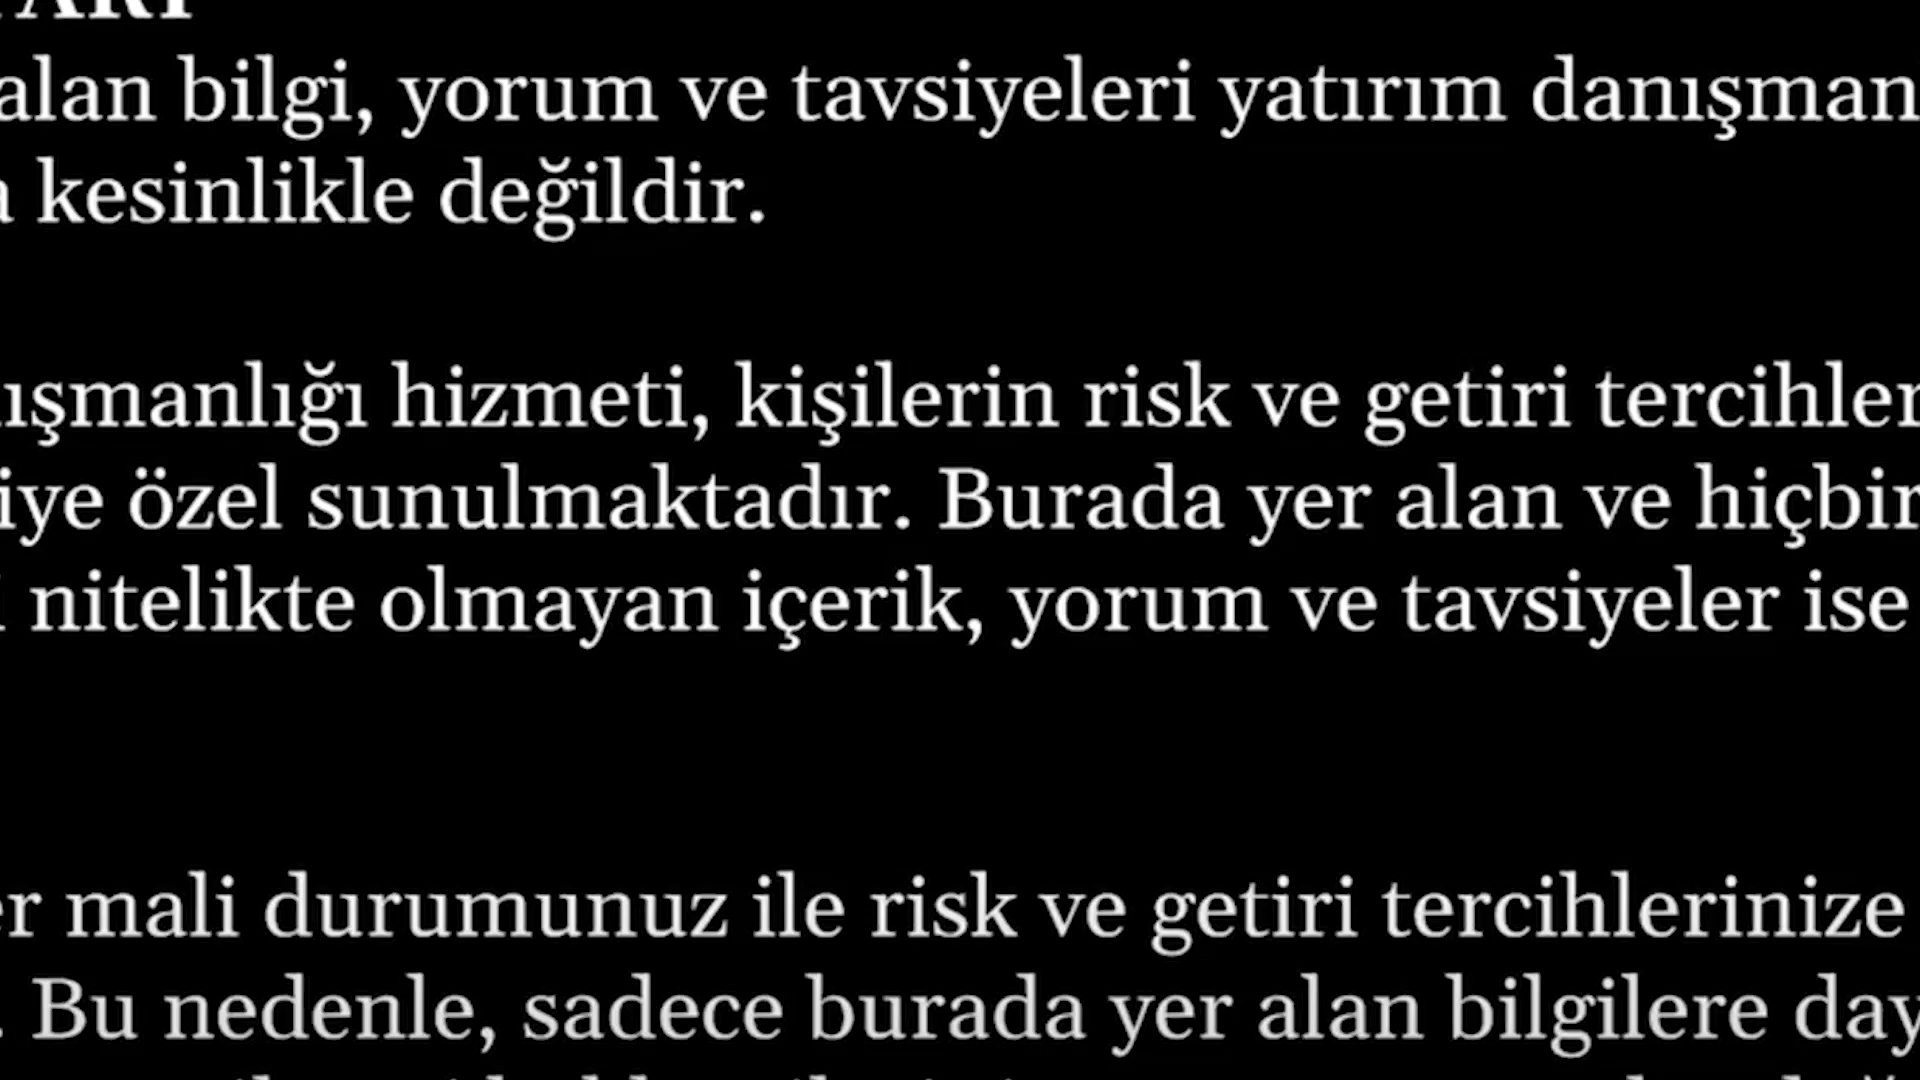 alan bilgi, yorum ve tavsiyeleri yatırım danışman
kesinlikle değildir.
ışmanlığı hizmeti, kişilerin risk ve getiri tercihler
iye özel sunulmaktadır. Burada yer alan ve hiçbir
nitelikte olmayan içerik, yorum ve tavsiyeler ise
er mali durumunuz ile risk ve getiri tercihlerinize
. Bu nedenle, sadece burada yer alan bilgilere day